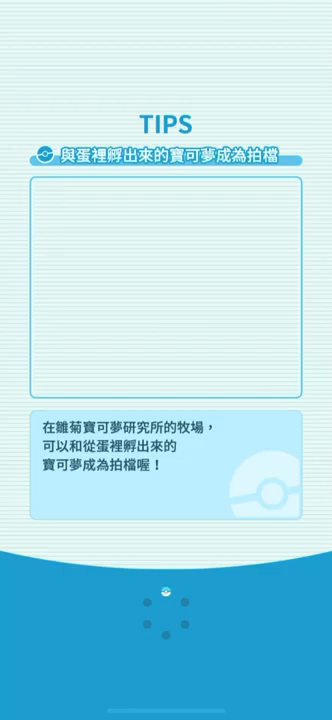 TIPS
與蛋裡孵出來的寶可夢成為拍檔
在雛菊寶可夢研究所的牧場，
可以和從蛋裡孵出來的
寶可夢成為拍檔喔！